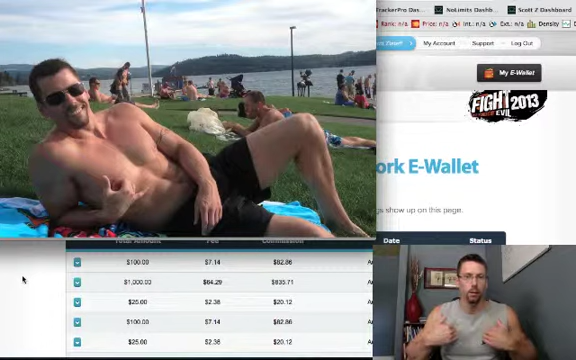 TrackerPro Das... NoLimits Dashb... Scott Z Dashboard
Rank: n/a Price: n/a Int.: n/a Ext.: n/a Density
My Account Support Log Out
My E-Wallet
FIGHT 2013
EVIL
ork E-Wallet
gs show up on this page.
Date Status
Total Amount Fee Commission
$100.00 $7.14 $82.86
$1,000.00 $64.29 $835.71
$25.00 $2.38 $20.12
$100.00 $7.14 $82.86
$25.00 $2.38 $20.12